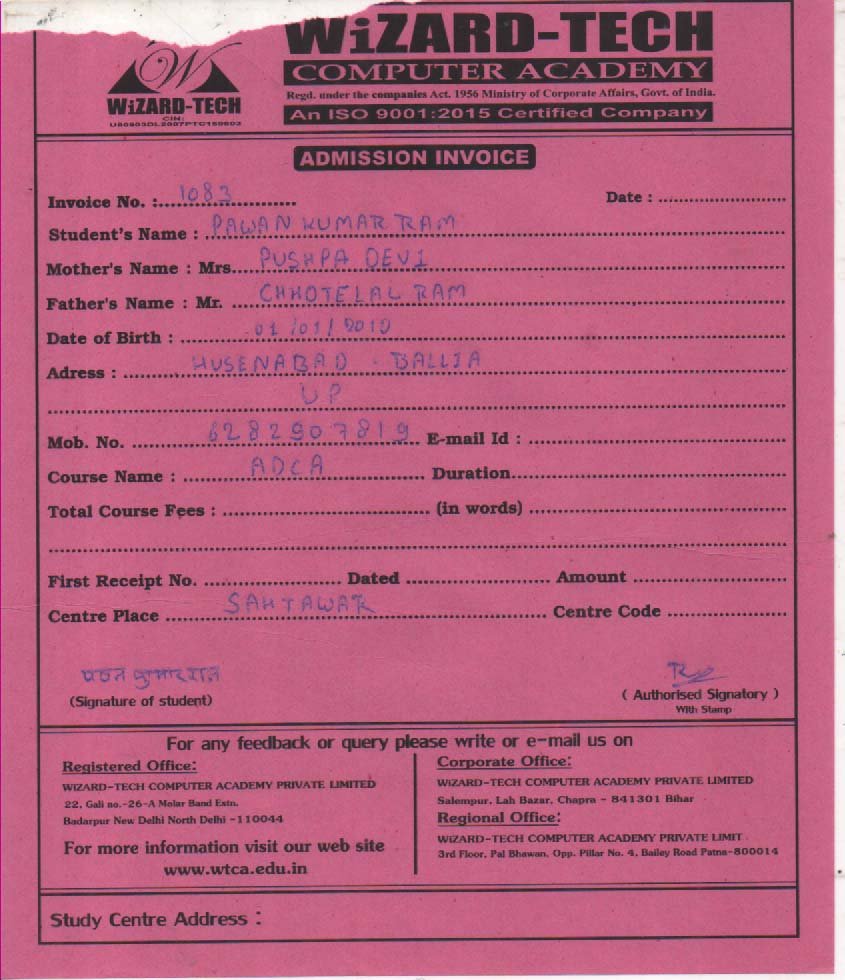 WiZARD-TECH
COMPUTER ACADEMY
Regd. under the companies Act. 1956 Ministry of Corporate Affairs, Govt. of India.
An ISO 9001:2015 Certified Company
W
WiZARD-TECH
CIN:
U80903DL2007PTC159803
ADMISSION INVOICE
Invoice No. : 1083 Date :
Student's Name : PAWAN KUMAR RAM
Mother's Name : Mrs. PUSHPA DEVI
Father's Name : Mr. CHHOTELAL RAM
Date of Birth : 01/01/2010
Adress : HUSENABAD - BALLIA
UP
Mob. No. 6282907819 E-mail Id :
Course Name : ADCA Duration
Total Course Fees : (in words)
First Receipt No. Dated Amount
Centre Place SAHTAWAR Centre Code
पवन कुमार राम
(Signature of student)
( Authorised Signatory )
With Stamp
For any feedback or query please write or e-mail us on
Registered Office:
WiZARD-TECH COMPUTER ACADEMY PRIVATE LIMITED
22, Gali no.-26-A Molar Band Extn.
Badarpur New Delhi North Delhi -110044
For more information visit our web site
www.wtca.edu.in
Corporate Office:
WiZARD-TECH COMPUTER ACADEMY PRIVATE LIMITED
Salempur, Lah Bazar, Chapra - 841301 Bihar
Regional Office:
WiZARD-TECH COMPUTER ACADEMY PRIVATE LIMIT
3rd Floor, Pal Bhawan, Opp. Pillar No. 4, Bailey Road Patna-800014
Study Centre Address :